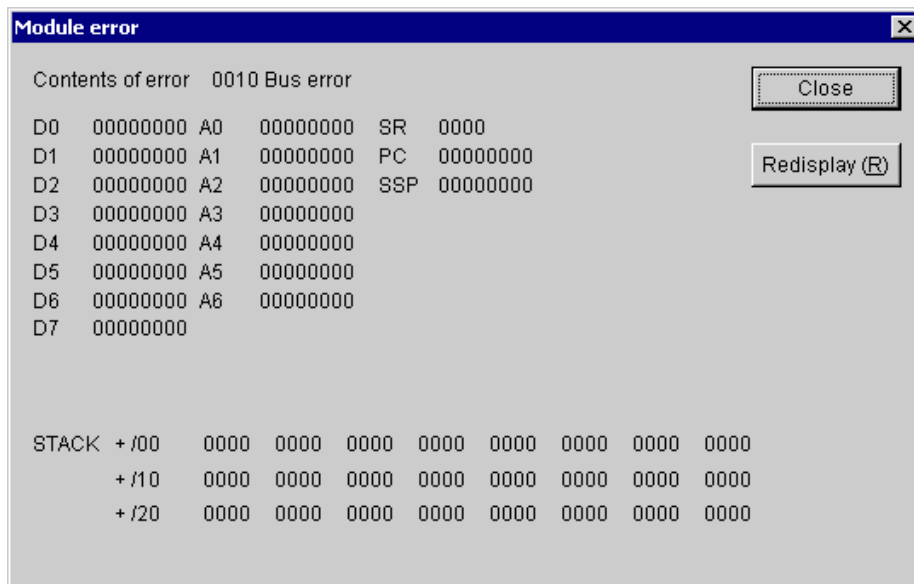 Module error
Contents of error 0010 Bus error
Close
D0 00000000 A0 00000000 SR 0000
D1 00000000 A1 00000000 PC 00000000
Redisplay (R)
D2 00000000 A2 00000000 SSP 00000000
D3 00000000 A3 00000000
D4 00000000 A4 00000000
D5 00000000 A5 00000000
D6 00000000 A6 00000000
D7 00000000
STACK + /00 0000 0000 0000 0000 0000 0000 0000 0000
+ /10 0000 0000 0000 0000 0000 0000 0000 0000
+ /20 0000 0000 0000 0000 0000 0000 0000 0000